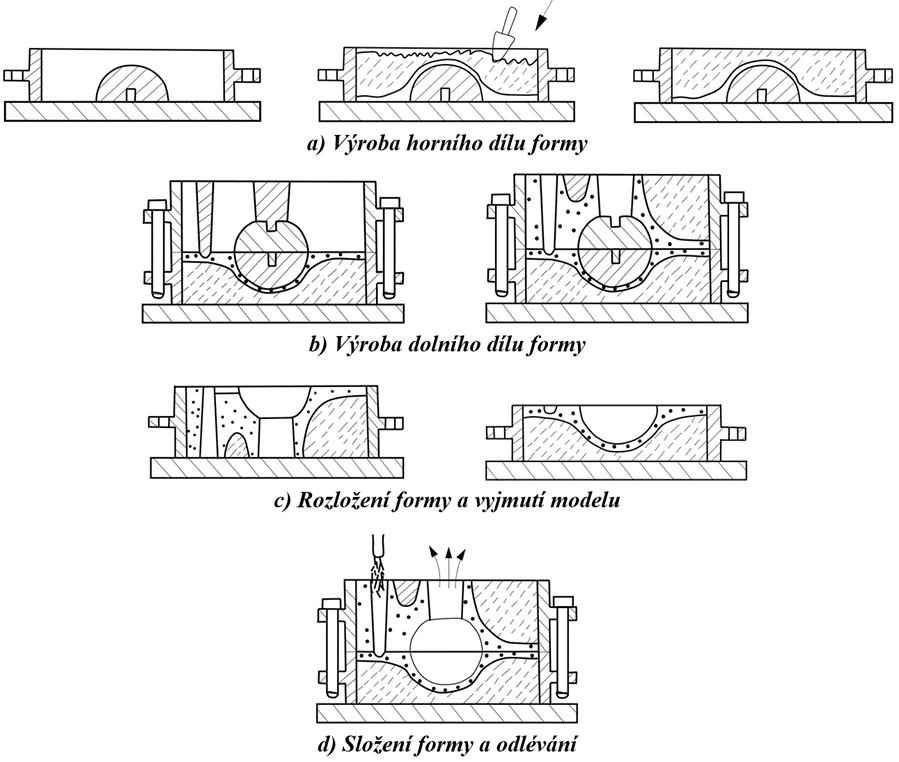 a) Výroba horního dílu formy
b) Výroba dolního dílu formy
c) Rozložení formy a vyjmutí modelu
d) Složení formy a odlévání